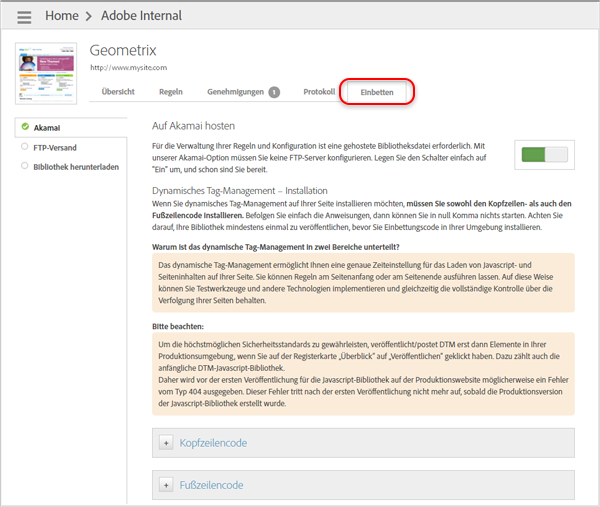 Home > Adobe Internal
Geometrix
http://www.mysite.com
Übersicht Regeln Genehmigungen 1 Protokoll Einbetten
Akamai
FTP-Versand
Bibliothek herunterladen
Auf Akamai hosten
Für die Verwaltung Ihrer Regeln und Konfiguration ist eine gehostete Bibliotheksdatei erforderlich. Mit
unserer Akamai-Option müssen Sie keine FTP-Server konfigurieren. Legen Sie den Schalter einfach auf
"Ein" um, und schon sind Sie bereit.
Dynamisches Tag-Management – Installation
Wenn Sie dynamisches Tag-Management auf Ihrer Seite installieren möchten, müssen Sie sowohl den Kopfzeilen- als auch den
Fußzeilencode installieren. Befolgen Sie einfach die Anweisungen, dann können Sie in null Komma nichts starten. Achten Sie
darauf, Ihre Bibliothek mindestens einmal zu veröffentlichen, bevor Sie Einbettungscode in Ihrer Umgebung installieren.
Warum ist das dynamische Tag-Management in zwei Bereiche unterteilt?
Das dynamische Tag-Management ermöglicht Ihnen eine genaue Zeiteinstellung für das Laden von Javascript- und
Seiteninhalten auf Ihrer Seite. Sie können Regeln am Seitenanfang oder am Seitenende ausführen lassen. Auf diese Weise
können Sie Testwerkzeuge und andere Technologien implementieren und gleichzeitig die vollständige Kontrolle über die
Verfolgung Ihrer Seiten behalten.
Bitte beachten:
Um die höchstmöglichen Sicherheitsstandards zu gewährleisten, veröffentlicht/postet DTM erst dann Elemente in Ihrer
Produktionsumgebung, wenn Sie auf der Registerkarte „Überblick" auf „Veröffentlichen" geklickt haben. Dazu zählt auch die
anfängliche DTM-Javascript-Bibliothek.
Daher wird vor der ersten Veröffentlichung für die Javascript-Bibliothek auf der Produktionswebsite möglicherweise ein Fehler
vom Typ 404 ausgegeben. Dieser Fehler tritt nach der ersten Veröffentlichung nicht mehr auf, sobald die Produktionsversion
der Javascript-Bibliothek erstellt wurde.
+ Kopfzeilencode
+ Fußzeilencode